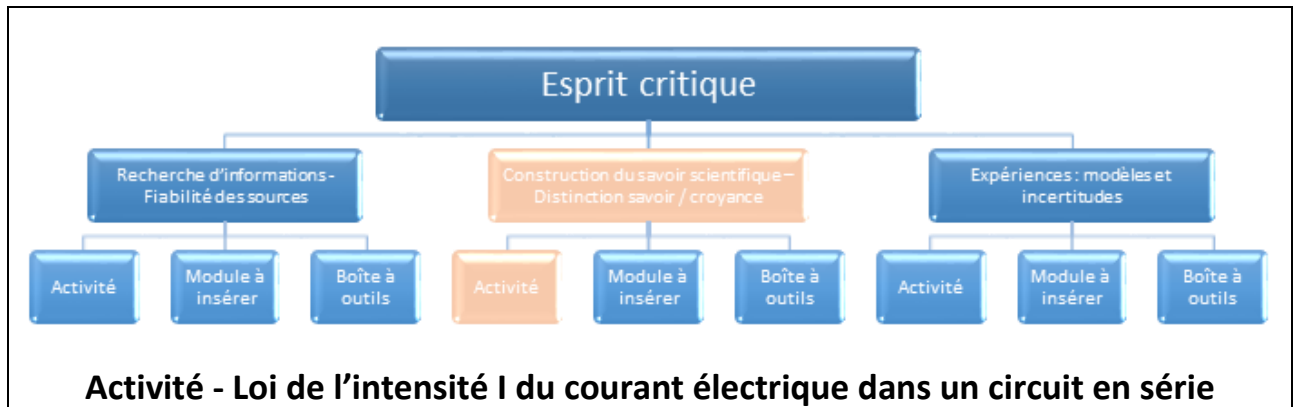 Esprit critique
Recherche d'informations -
Fiabilité des sources
Construction du savoir scientifique –
Distinction savoir / croyance
Expériences : modèles et
incertitudes
Activité
Module à
insérer
Boîte à
outils
Activité
Module à
insérer
Boîte à
outils
Activité
Module à
insérer
Boîte à
outils
Activité - Loi de l’intensité I du courant électrique dans un circuit en série